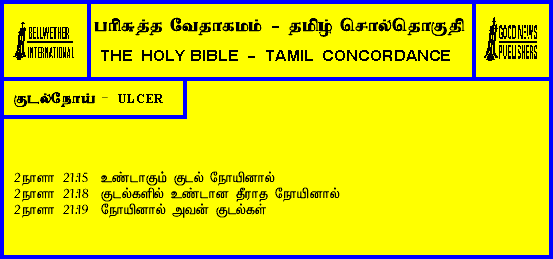 BELLWETHER
INTERNATIONAL
பரிசுத்த வேதாகமம் - தமிழ் சொல்தொகுதி
THE HOLY BIBLE - TAMIL CONCORDANCE
GOOD NEWS
PUBLISHERS
குடல்நோய் - ULCER
2நாளா 21:15 உண்டாகும் குடல் நோயினால்
2நாளா 21:18 குடல்களில் உண்டான தீராத நோயினால்
2நாளா 21:19 நோயினால் அவன் குடல்கள்